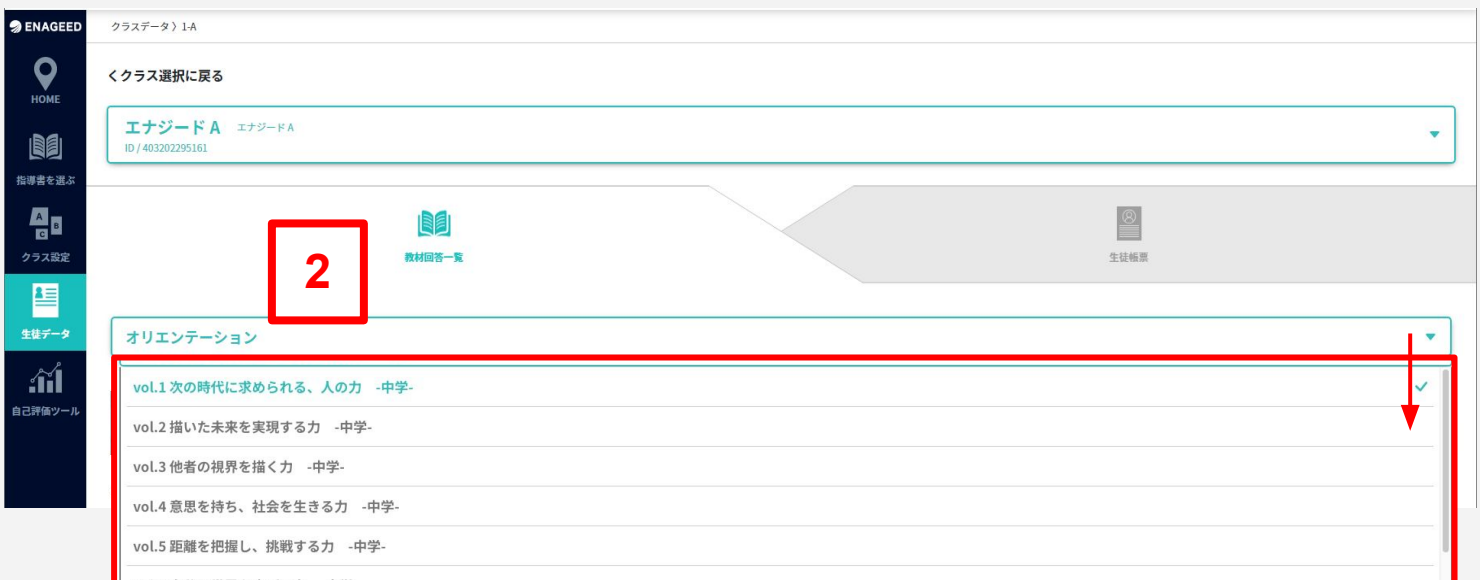 ENAGEED
クラスデータ 〉 1-A
HOME
指導書を選ぶ
A B C
クラス設定
生徒データ
自己評価ツール
くクラス選択に戻る
エナジード A エナジード A
ID / 403202295161
教材回答一覧
生徒帳票
2
オリエンテーション
vol.1 次の時代に求められる、人の力 -中学-
vol.2 描いた未来を実現する力 -中学-
vol.3 他者の視界を描く力 -中学-
vol.4 意思を持ち、社会を生きる力 -中学-
vol.5 距離を把握し、挑戦する力 -中学-